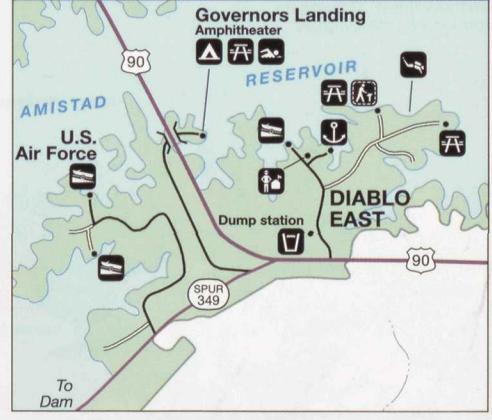 Governors Landing
Amphitheater
90
RESERVOIR
AMISTAD
U.S.
Air Force
DIABLO
EAST
Dump station
90
SPUR
349
To
Dam